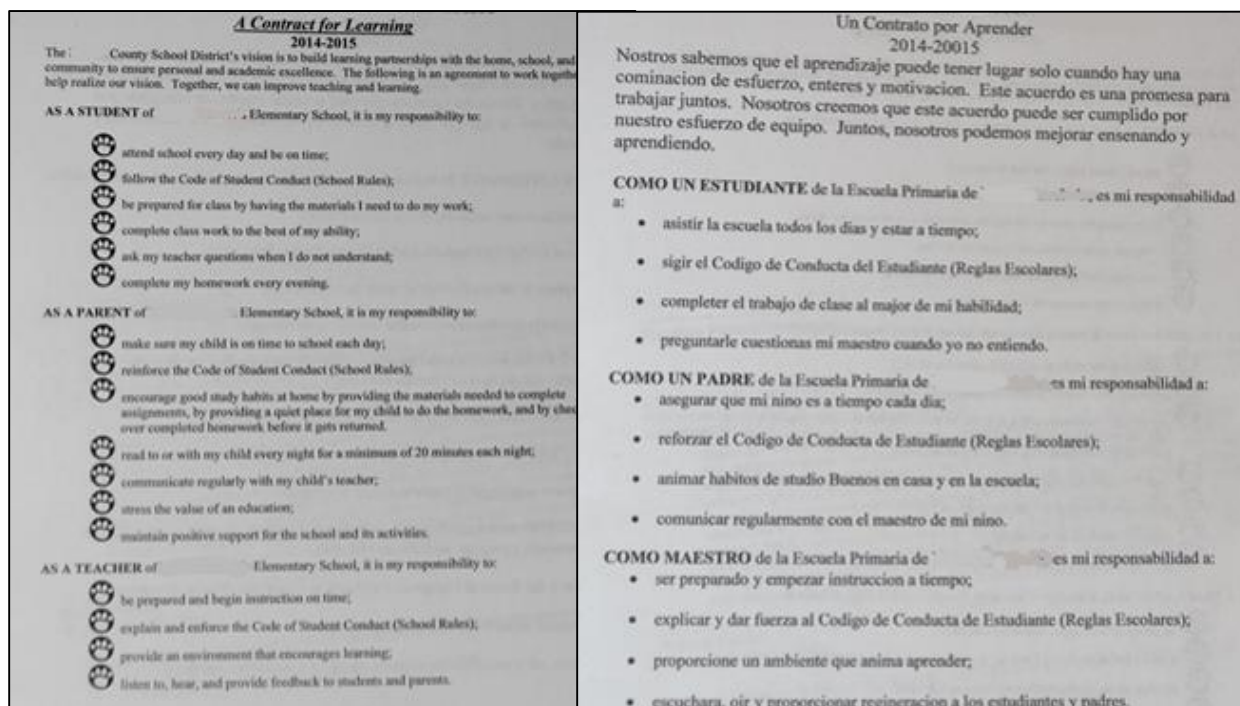 A Contract for Learning
2014-2015
The County School District's vision is to build learning partnerships with the home, school, and
community to ensure personal and academic excellence. The following is an agreement to work togethe
help realize our vision. Together, we can improve teaching and learning.
AS A STUDENT of Elementary School, it is my responsibility to:
attend school every day and be on time;
follow the Code of Student Conduct (School Rules);
be prepared for class by having the materials I need to do my work;
complete class work to the best of my ability;
ask my teacher questions when I do not understand;
complete my homework every evening.
AS A PARENT of Elementary School, it is my responsibility to:
make sure my child is on time to school each day;
reinforce the Code of Student Conduct (School Rules);
encourage good study habits at home by providing the materials needed to complete
assignments, by providing a quiet place for my child to do the homework, and by chec
over completed homework before it gets returned.
read to or with my child every night for a minimum of 20 minutes each night;
communicate regularly with my child's teacher;
stress the value of an education;
maintain positive support for the school and its activities.
AS A TEACHER of Elementary School, it is my responsibility to:
be prepared and begin instruction on time;
explain and enforce the Code of Student Conduct (School Rules);
provide an environment that encourages learning;
listen to, hear, and provide feedback to students and parents.
Un Contrato por Aprender
2014-20015
Nostros sabemos que el aprendizaje puede tener lugar solo cuando hay una
cominacion de esfuerzo, enteres y motivacion. Este acuerdo es una promesa para
trabajar juntos. Nosotros creemos que este acuerdo puede ser cumplido por
nuestro esfuerzo de equipo. Juntos, nosotros podemos mejorar ensenando y
aprendiendo.
COMO UN ESTUDIANTE de la Escuela Primaria de , es mi responsabilidad
a:
• asistir la escuela todos los dias y estar a tiempo;
• sigir el Codigo de Conducta del Estudiante (Reglas Escolares);
• completer el trabajo de clase al major de mi habilidad;
• preguntarle cuestionas mi maestro cuando yo no entiendo.
COMO UN PADRE de la Escuela Primaria de es mi responsabilidad a:
• asegurar que mi nino es a tiempo cada dia;
• reforzar el Codigo de Conducta de Estudiante (Reglas Escolares);
• animar habitos de studio Buenos en casa y en la escuela;
• comunicar regularmente con el maestro de mi nino.
COMO MAESTRO de la Escuela Primaria de es mi responsabilidad a:
• ser preparado y empezar instruccion a tiempo;
• explicar y dar fuerza al Codigo de Conducta de Estudiante (Reglas Escolares);
• proporcione un ambiente que anima aprender;
• escuchara, oir y proporcionar regineracion a los estudiantes y padres.